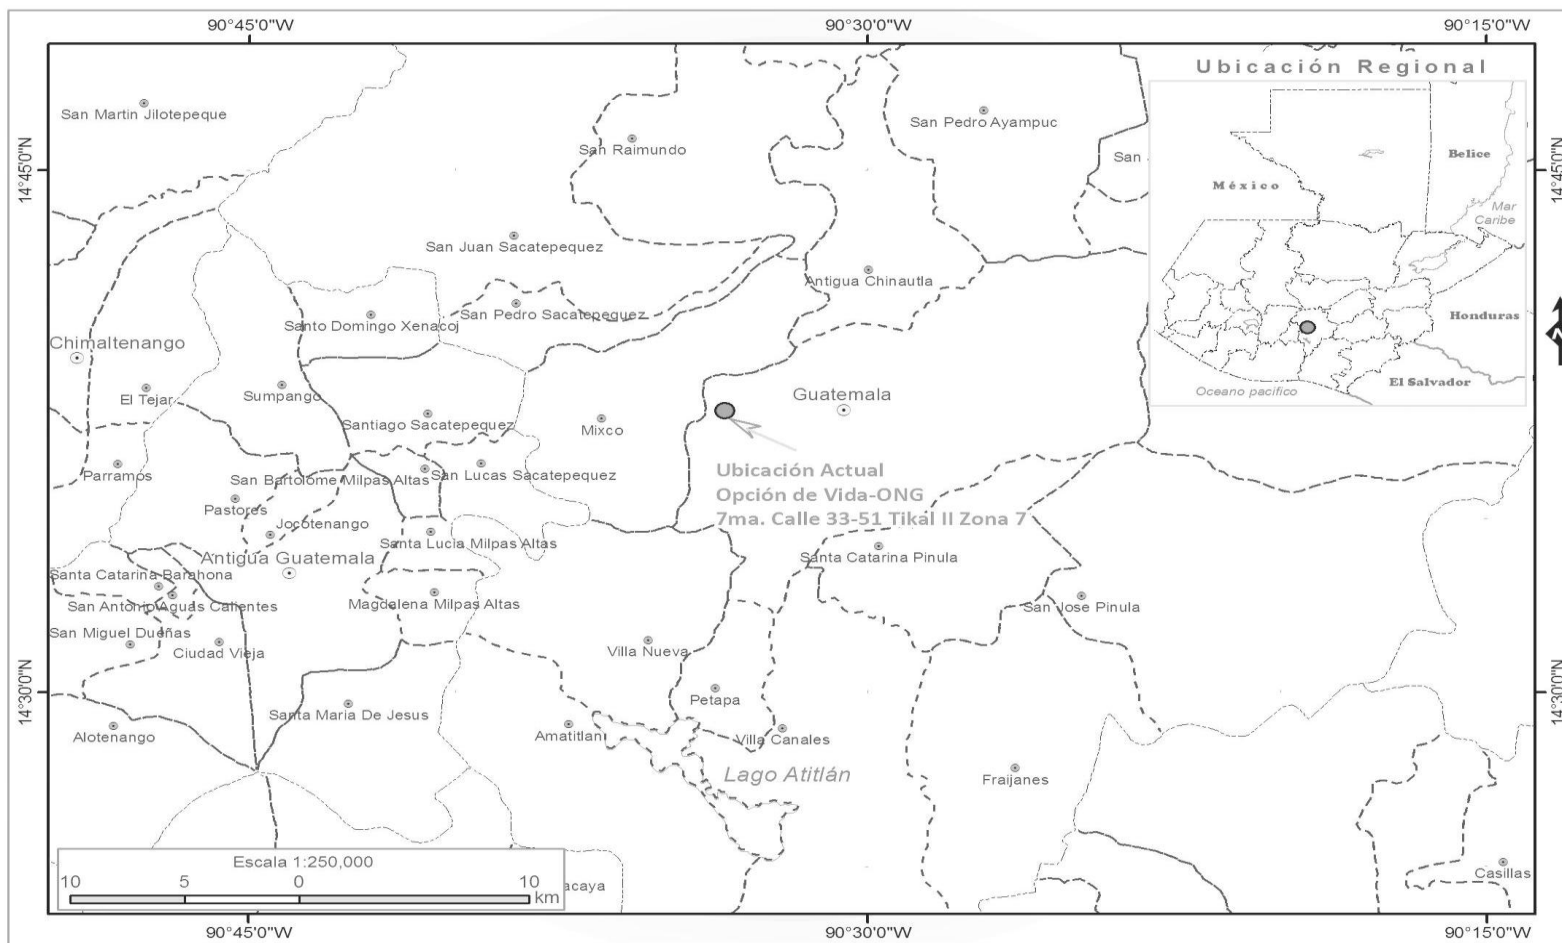 90°45'0"W
90°30'0"W
90°15'0"W
Ubicación Regional
San Martin Jilotepeque
San Pedro Ayampuc
San Raimundo
14°45'0"N
14°45'0"N
San
Belice
México
Mar
Caribe
San Juan Sacatepequez
Antigua Chinautla
San Pedro Sacatepequez
Santo Domingo Xenacoj
Honduras
Chimaltenango
El Salvador
Oceano pacifico
El Tejar
Sumpango
Guatemala
Santiago Sacatepequez
Mixco
Ubicación Actual
Opción de Vida-ONG
7ma. Calle 33-51 Tikal II Zona 7
Parramos
San Bartolome Milpas Altas
San Lucas Sacatepequez
Pastores
Jocotenango
Santa Lucia Milpas Altas
Antigua Guatemala
Santa Catarina Pinula
Santa Catarina Barahona
San Antonio Aguas Calientes
Magdalena Milpas Altas
San Jose Pinula
San Miguel Dueñas
Ciudad Vieja
Villa Nueva
14°30'0"N
14°30'0"N
Petapa
Santa Maria De Jesus
Alotenango
Amatitlan
Villa Canales
Lago Atitlán
Fraijanes
Escala 1:250,000
10 5 0 10
km
acaya
Casillas
90°45'0"W
90°30'0"W
90°15'0"W